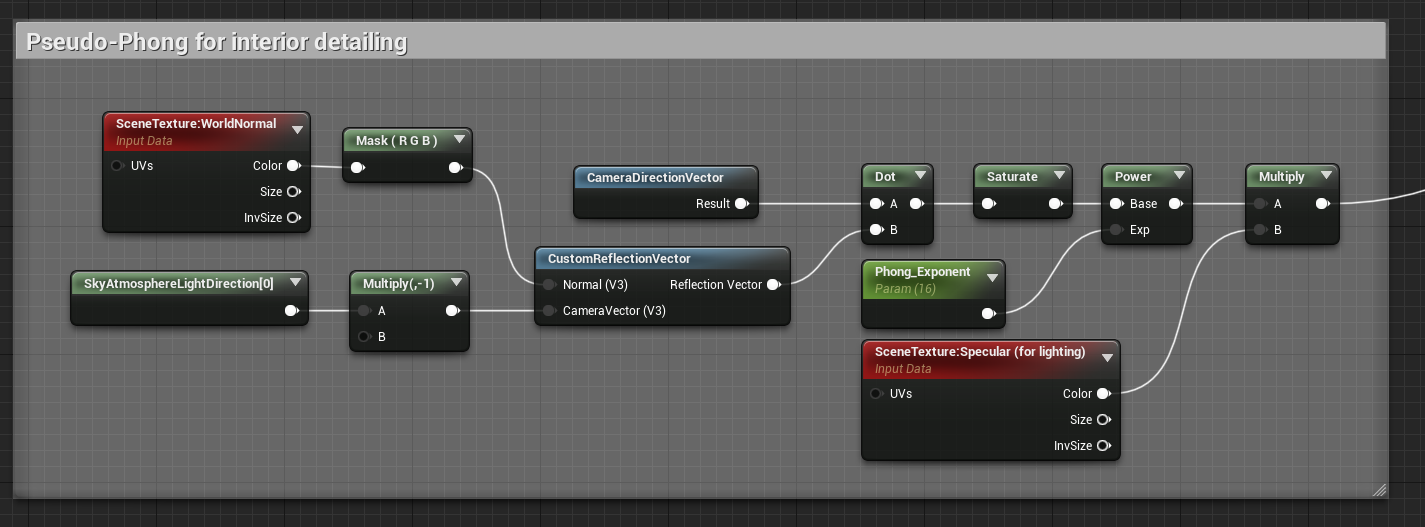 Pseudo-Phong for interior detailing
SceneTexture:WorldNormal
Input Data
UVs
Color
Size
InvSize
Mask ( R G B )
SkyAtmosphereLightDirection[0]
Multiply(,-1)
A
B
CameraDirectionVector
Result
CustomReflectionVector
Normal (V3)
Reflection Vector
CameraVector (V3)
Dot
A
B
Saturate
Power
Base
Exp
Multiply
A
B
Phong_Exponent
Param (16)
SceneTexture:Specular (for lighting)
Input Data
UVs
Color
Size
InvSize